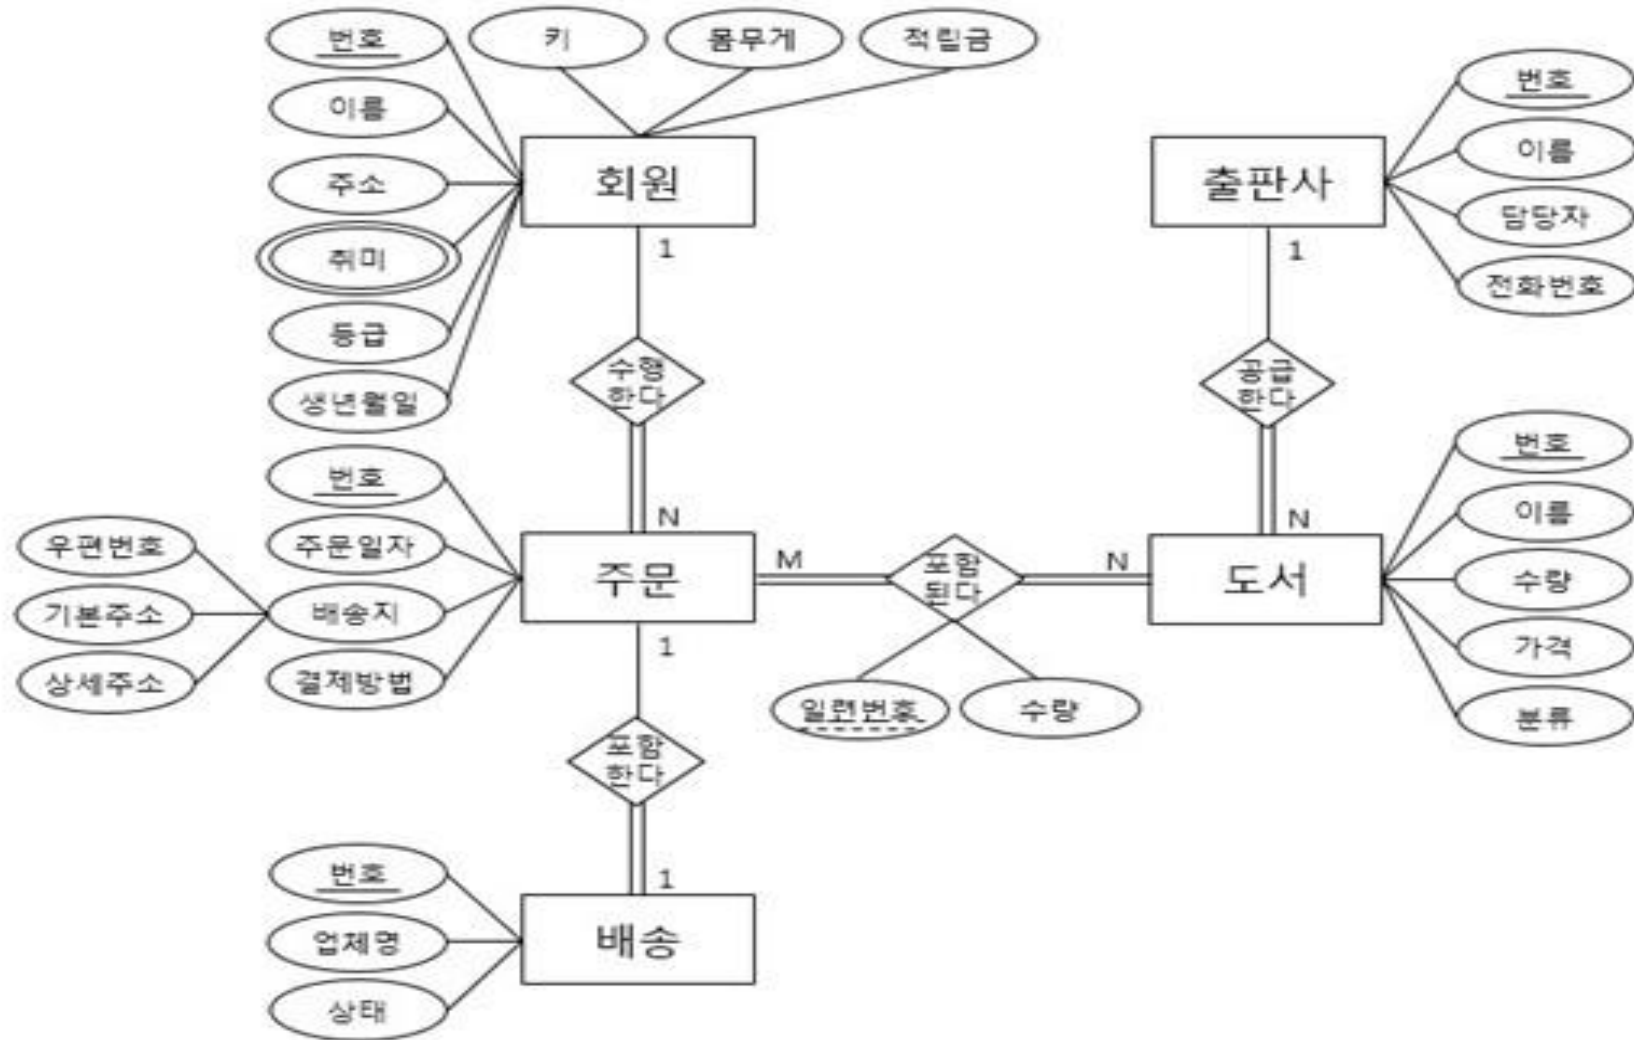 번호
키
몸무게
적립금
이름
주소
취미
등급
생년월일
회원
1
수행
한다
N
출판사
번호
이름
담당자
전화번호
1
공급
한다
N
번호
주문일자
배송지
결제방법
우편번호
기본주소
상세주소
주문
M
포함
된다
N
일련번호
수량
도서
번호
이름
수량
가격
분류
1
포함
한다
1
번호
업체명
상태
배송